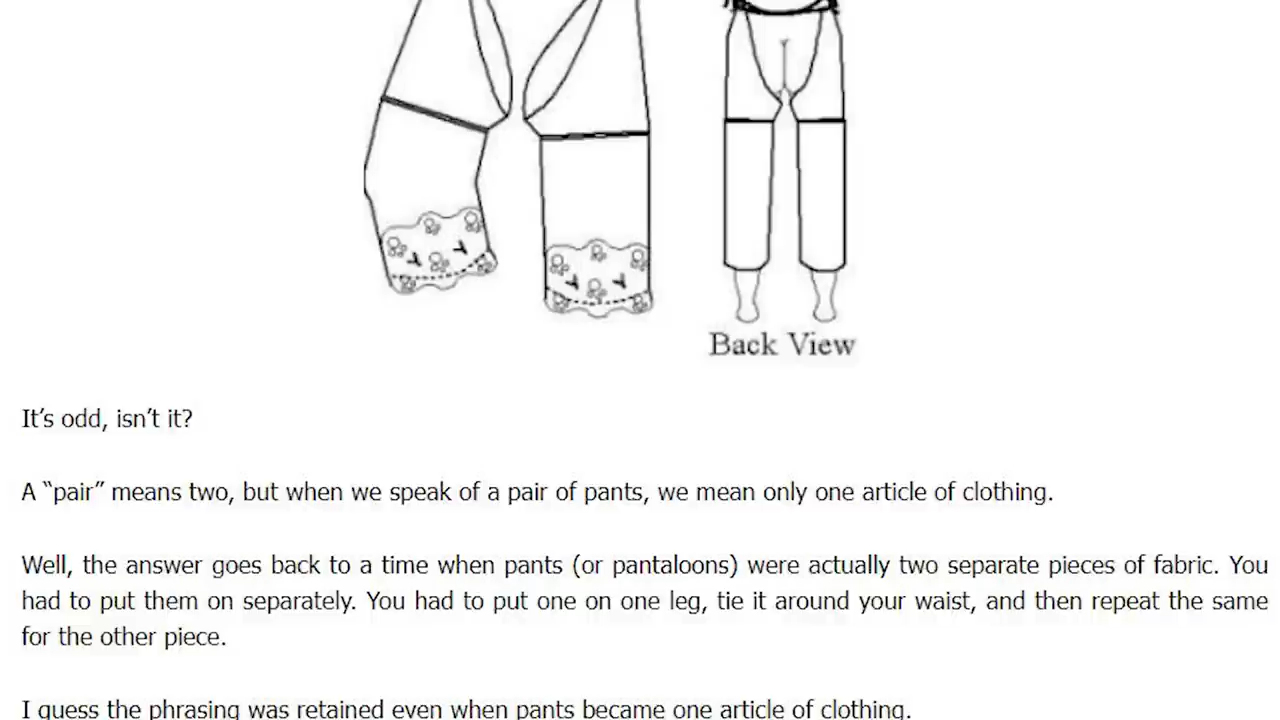 Back View
It’s odd, isn’t it?
A “pair” means two, but when we speak of a pair of pants, we mean only one article of clothing.
Well, the answer goes back to a time when pants (or pantaloons) were actually two separate pieces of fabric. You
had to put them on separately. You had to put one on one leg, tie it around your waist, and then repeat the same
for the other piece.
I guess the phrasing was retained even when pants became one article of clothing.